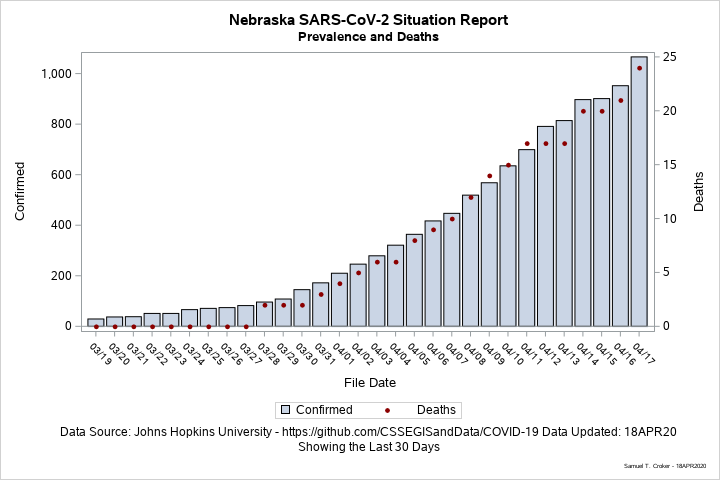 Nebraska SARS-CoV-2 Situation Report
Prevalence and Deaths
Confirmed
1,000
800
600
400
200
0
Deaths
25
20
15
10
5
0
03/19 03/20 03/21 03/22 03/23 03/24 03/25 03/26 03/27 03/28 03/29 03/30 03/31 04/01 04/02 04/03 04/04 04/05 04/06 04/07 04/08 04/09 04/10 04/11 04/12 04/13 04/14 04/15 04/16 04/17
File Date
Confirmed Deaths
Data Source: Johns Hopkins University - https://github.com/CSSEGISandData/COVID-19 Data Updated: 18APR20
Showing the Last 30 Days
Samuel T. Croker - 18APR2020